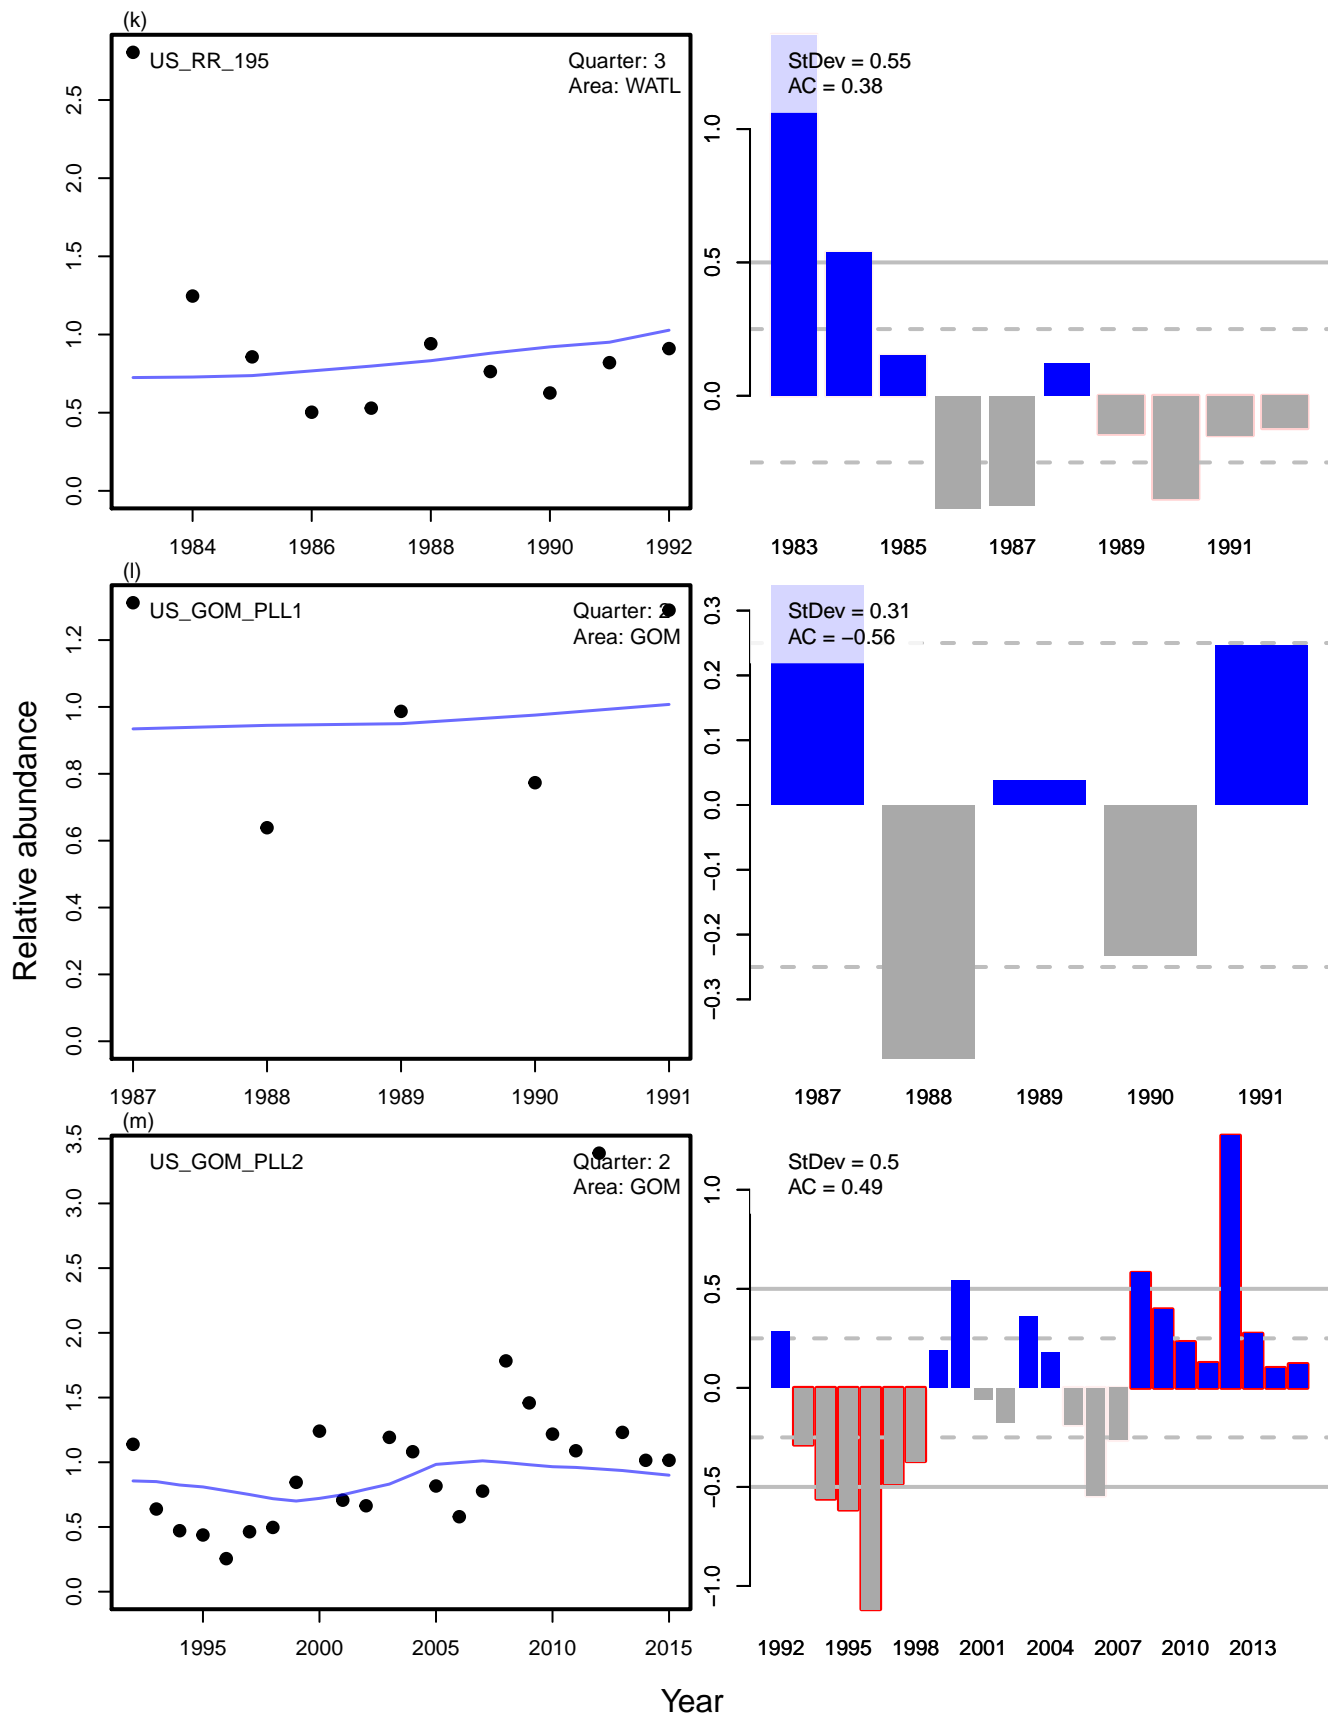 (k)
US_RR_195
Quarter: 3
Area: WATL
0.0 0.5 1.0 1.5 2.0 2.5
1984 1986 1988 1990 1992
StDev = 0.55
AC = 0.38
0.0 0.5 1.0
1983 1985 1987 1989 1991
(l)
US_GOM_PLL1
Quarter: 2
Area: GOM
0.0 0.2 0.4 0.6 0.8 1.0 1.2
1987 1988 1989 1990 1991
StDev = 0.31
AC = −0.56
−0.3 −0.2 −0.1 0.0 0.1 0.2 0.3
1987 1988 1989 1990 1991
Relative abundance
(m)
US_GOM_PLL2
Quarter: 2
Area: GOM
0.0 0.5 1.0 1.5 2.0 2.5 3.0 3.5
1995 2000 2005 2010 2015
StDev = 0.5
AC = 0.49
−1.0 −0.5 0.0 0.5 1.0
1992 1995 1998 2001 2004 2007 2010 2013
Year